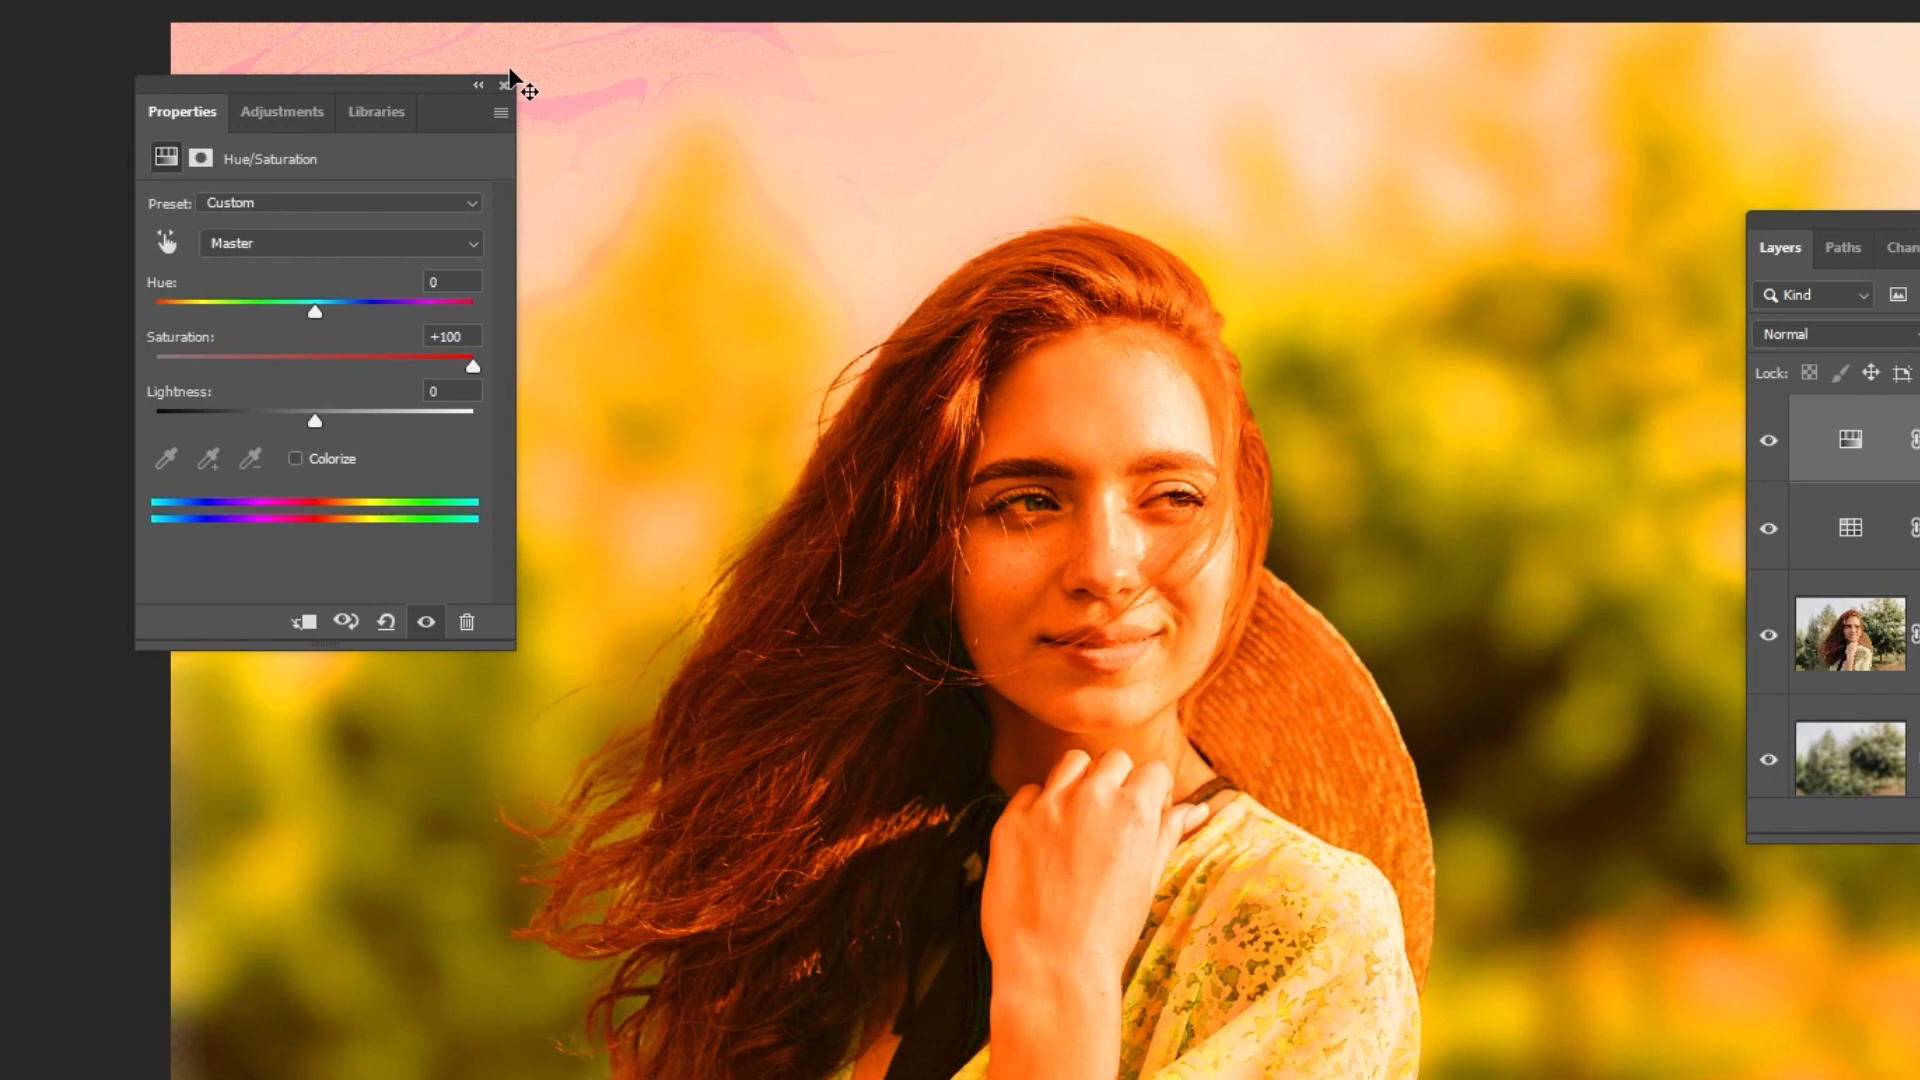 Properties Adjustments Libraries
Hue/Saturation
Preset: Custom
Master
Hue: 0
Saturation: +100
Lightness: 0
Colorize
Layers Paths Chan
Kind
Normal
Lock: